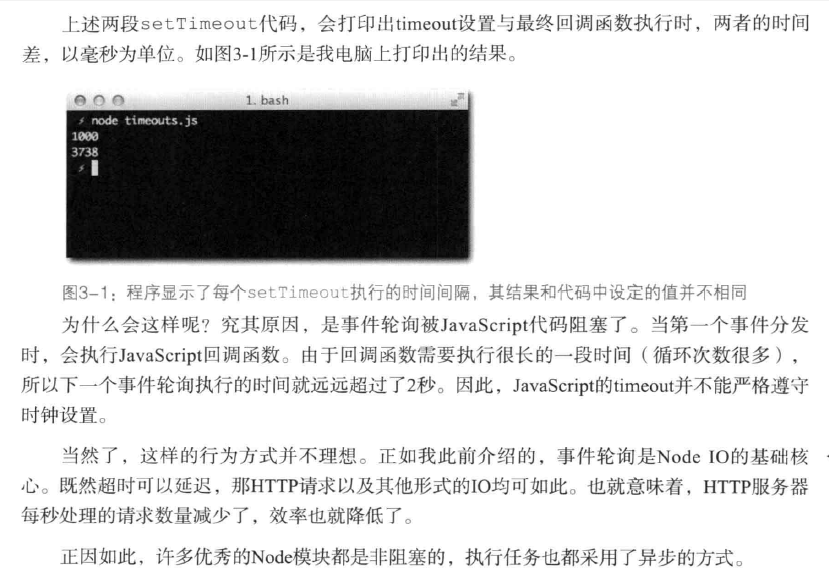 上述两段setTimeout代码，会打印出timeout设置与最终回调函数执行时，两者的时间
差，以毫秒为单位。如图3-1所示是我电脑上打印出的结果。
1. bash
⚡ node timeouts.js
1000
3738
⚡
图3-1：程序显示了每个setTimeout执行的时间间隔，其结果和代码中设定的值并不相同
为什么会这样呢？究其原因，是事件轮询被JavaScript代码阻塞了。当第一个事件分发
时，会执行JavaScript回调函数。由于回调函数需要执行很长的一段时间（循环次数很多），
所以下一个事件轮询执行的时间就远远超过了2秒。因此，JavaScript的timeout并不能严格遵守
时钟设置。
当然了，这样的行为方式并不理想。正如我此前介绍的，事件轮询是Node IO的基础核
心。既然超时可以延迟，那HTTP请求以及其他形式的IO均可如此。也就意味着，HTTP服务器
每秒处理的请求数量减少了，效率也就降低了。
正因如此，许多优秀的Node模块都是非阻塞的，执行任务也都采用了异步的方式。